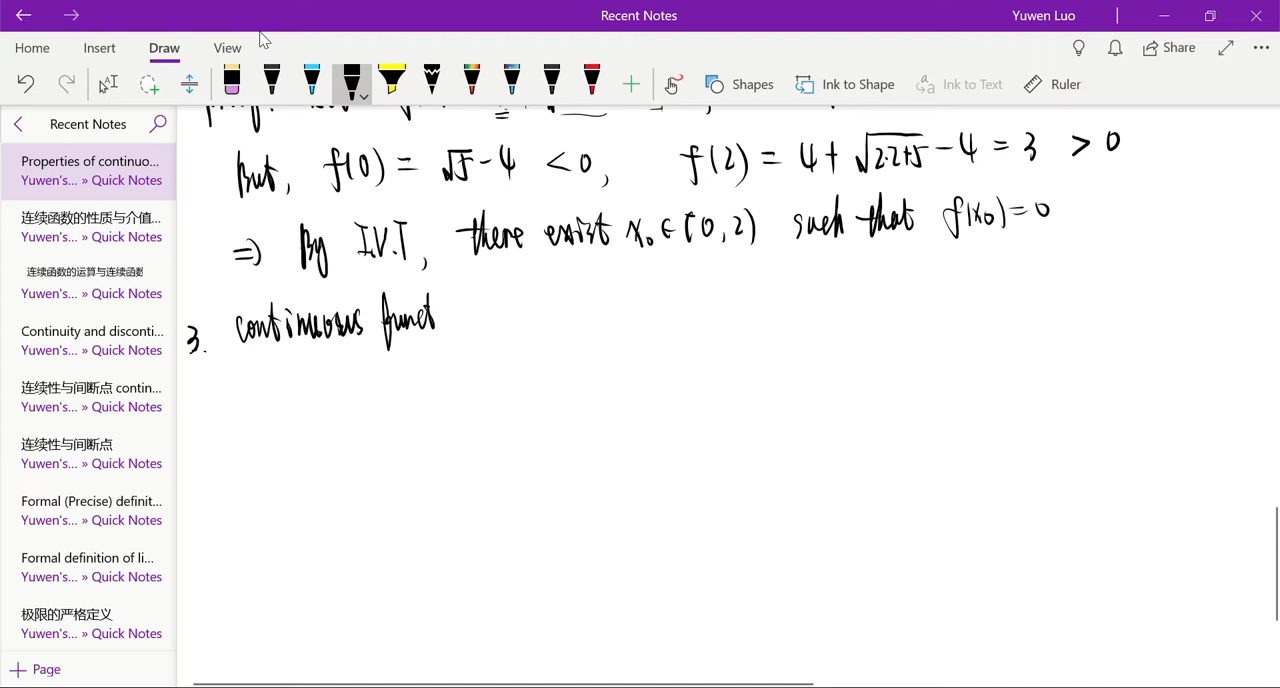 Recent Notes
Yuwen Luo
Home Insert Draw View
Share
Shapes Ink to Shape Ink to Text Ruler
Recent Notes
Properties of continuo...
Yuwen's... » Quick Notes
连续函数的性质与介值...
Yuwen's... » Quick Notes
连续函数的运算与连续函数
Yuwen's... » Quick Notes
Continuity and disconti...
Yuwen's... » Quick Notes
连续性与间断点 contin...
Yuwen's... » Quick Notes
连续性与间断点
Yuwen's... » Quick Notes
Formal (Precise) definit...
Yuwen's... » Quick Notes
Formal definition of li...
Yuwen's... » Quick Notes
极限的严格定义
Yuwen's... » Quick Notes
Page
But, f(0) = √5 - 4 < 0, f(2) = 4 + √2·2+5 - 4 = 3 > 0
⇒ By I.V.T, there exist x₀ ∈ (0, 2) such that f(x₀) = 0
3. continuous funct